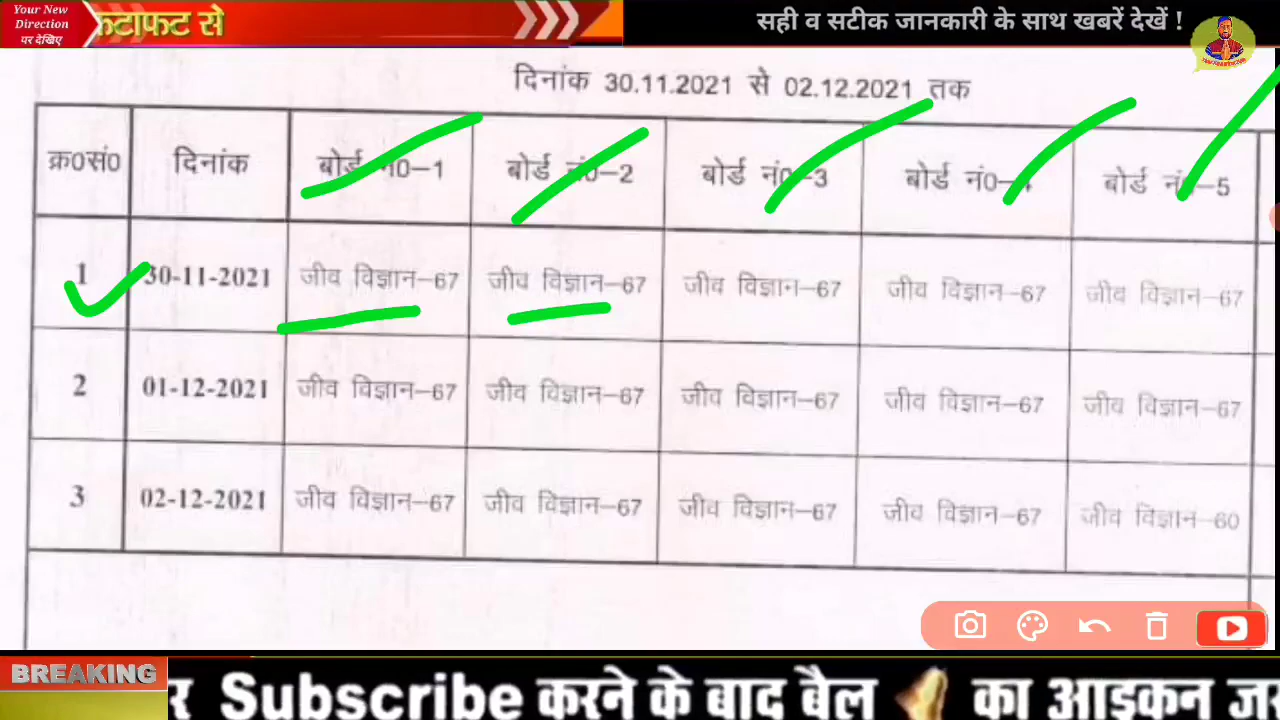 Your New
Direction
पर देखिए
फटाफट से
सही व सटीक जानकारी के साथ खबरें देखें !
दिनांक 30.11.2021 से 02.12.2021 तक
क्र0सं0 दिनांक बोर्ड नं0–1 बोर्ड नं0–2 बोर्ड नं0–3 बोर्ड नं0–4 बोर्ड नं0–5
1 30-11-2021 जीव विज्ञान–67 जीव विज्ञान–67 जीव विज्ञान–67 जीव विज्ञान–67 जीव विज्ञान–67
2 01-12-2021 जीव विज्ञान–67 जीव विज्ञान–67 जीव विज्ञान–67 जीव विज्ञान–67 जीव विज्ञान–67
3 02-12-2021 जीव विज्ञान–67 जीव विज्ञान–67 जीव विज्ञान–67 जीव विज्ञान–67 जीव विज्ञान–60
BREAKING
Subscribe करने के बाद बैल का आइकन